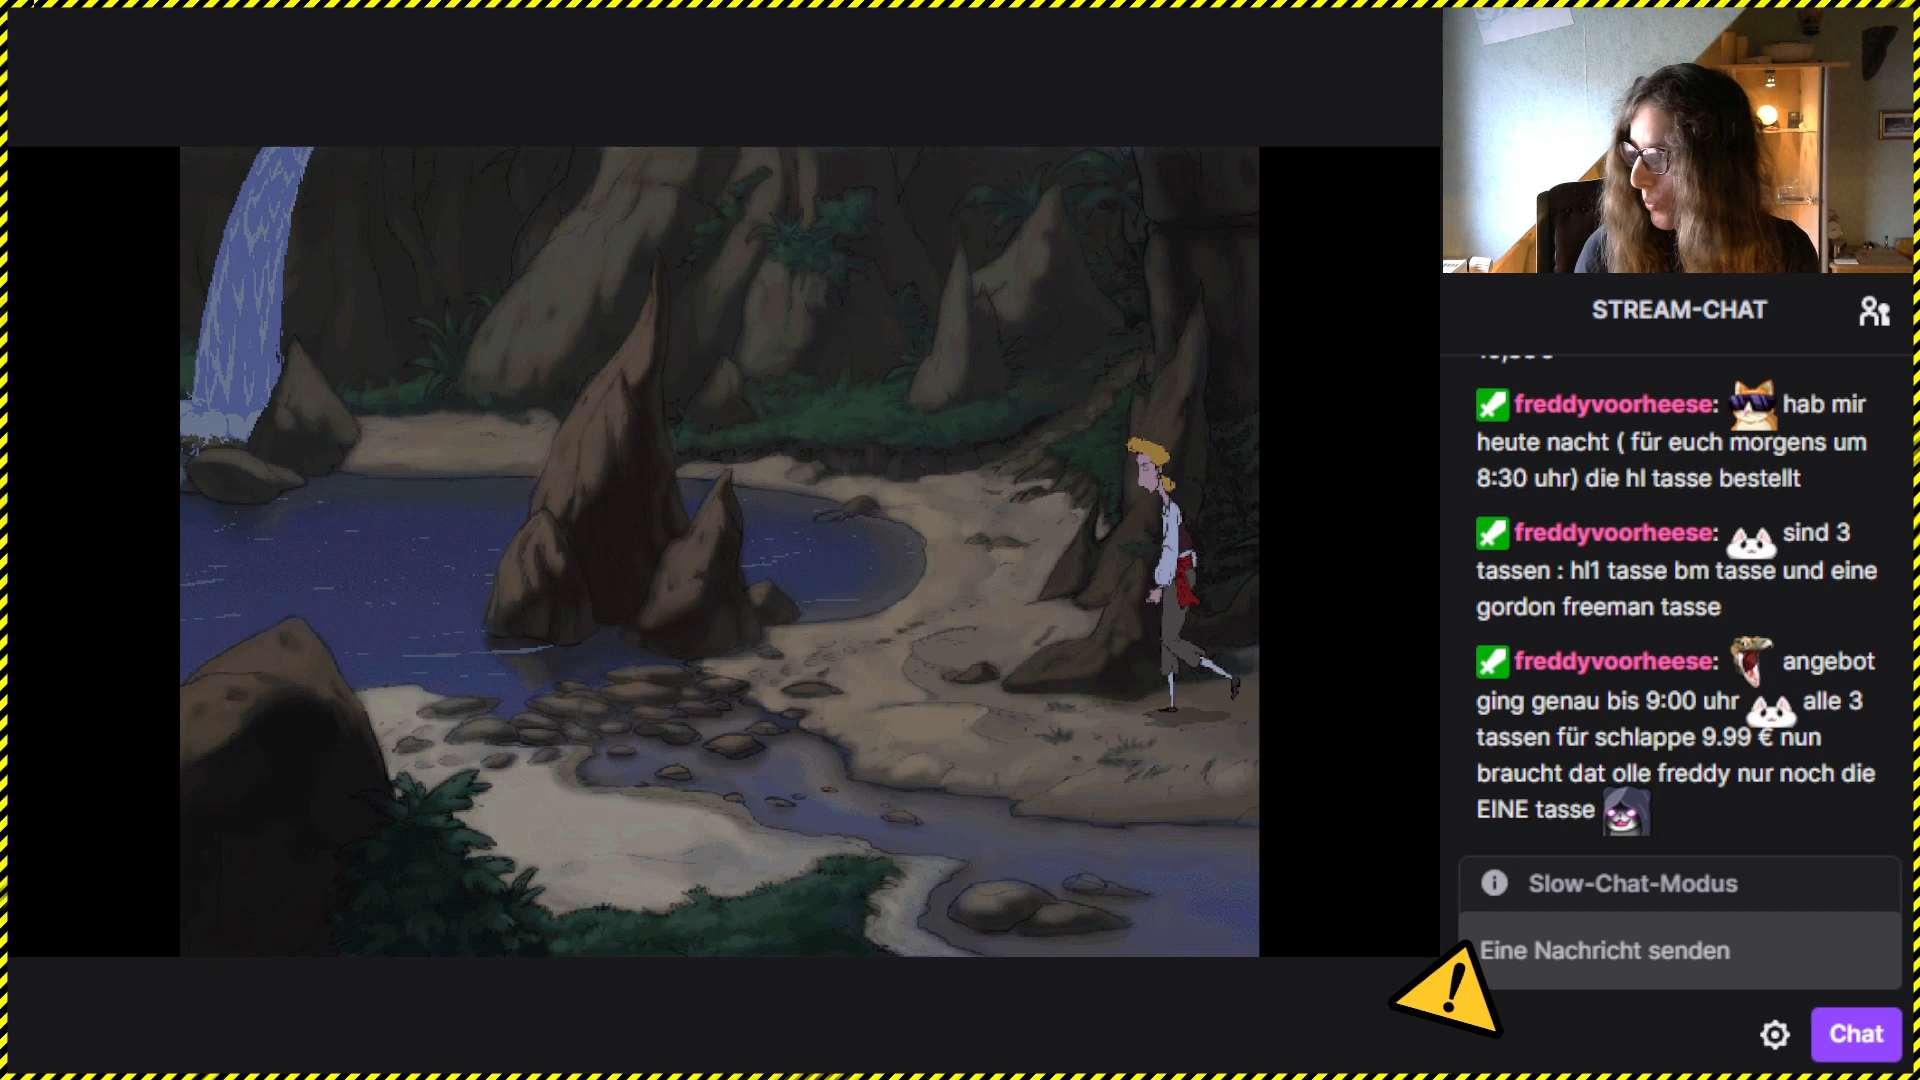 STREAM-CHAT
freddyvoorheese: hab mir
heute nacht ( für euch morgens um
8:30 uhr) die hl tasse bestellt
freddyvoorheese: sind 3
tassen : hl1 tasse bm tasse und eine
gordon freeman tasse
freddyvoorheese: angebot
ging genau bis 9:00 uhr alle 3
tassen für schlappe 9.99 € nun
braucht dat olle freddy nur noch die
EINE tasse
Slow-Chat-Modus
Eine Nachricht senden
Chat